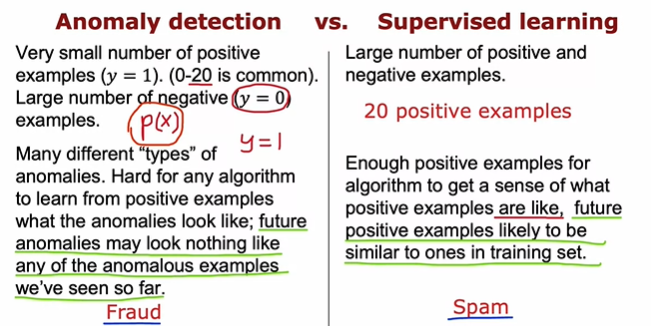 Anomaly detection vs. Supervised learning
Very small number of positive
examples (y = 1). (0-20 is common).
Large number of negative (y = 0)
examples.
p(x)
y=1
Many different “types” of
anomalies. Hard for any algorithm
to learn from positive examples
what the anomalies look like; future
anomalies may look nothing like
any of the anomalous examples
we’ve seen so far.
Fraud
Large number of positive and
negative examples.
20 positive examples
Enough positive examples for
algorithm to get a sense of what
positive examples are like, future
positive examples likely to be
similar to ones in training set.
Spam